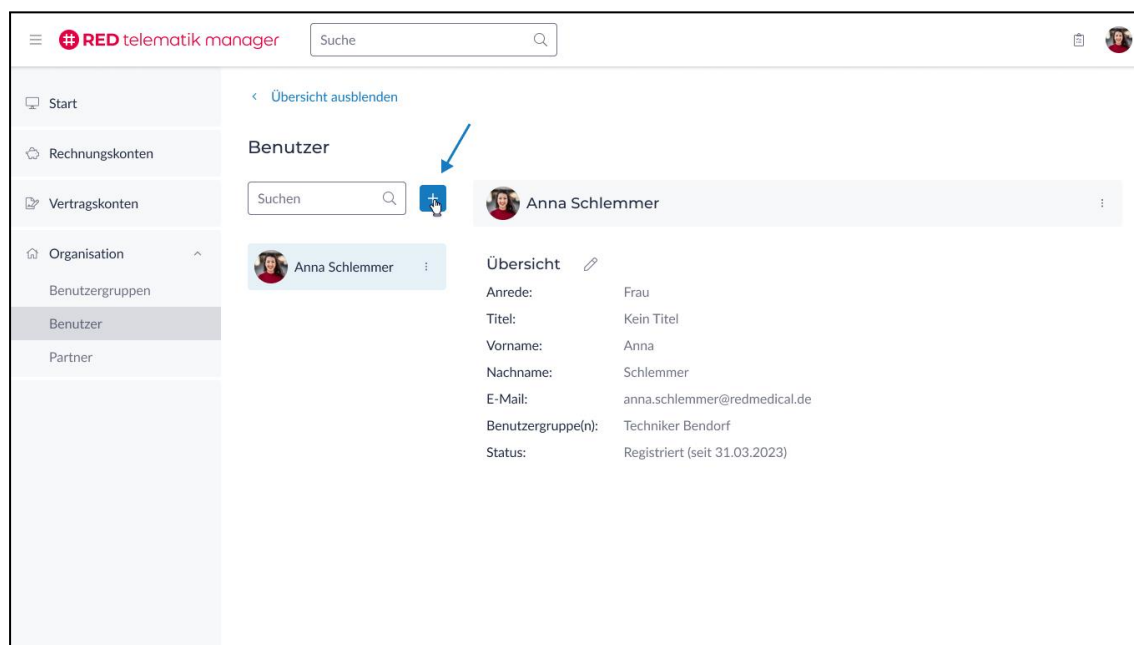 RED telematik manager
Suche
Start
Rechnungskonten
Vertragskonten
Organisation
Benutzergruppen
Benutzer
Partner
Übersicht ausblenden
Benutzer
Suchen
Anna Schlemmer
Anna Schlemmer
Übersicht
Anrede: Frau
Titel: Kein Titel
Vorname: Anna
Nachname: Schlemmer
E-Mail: anna.schlemmer@redmedical.de
Benutzergruppe(n): Techniker Bendorf
Status: Registriert (seit 31.03.2023)